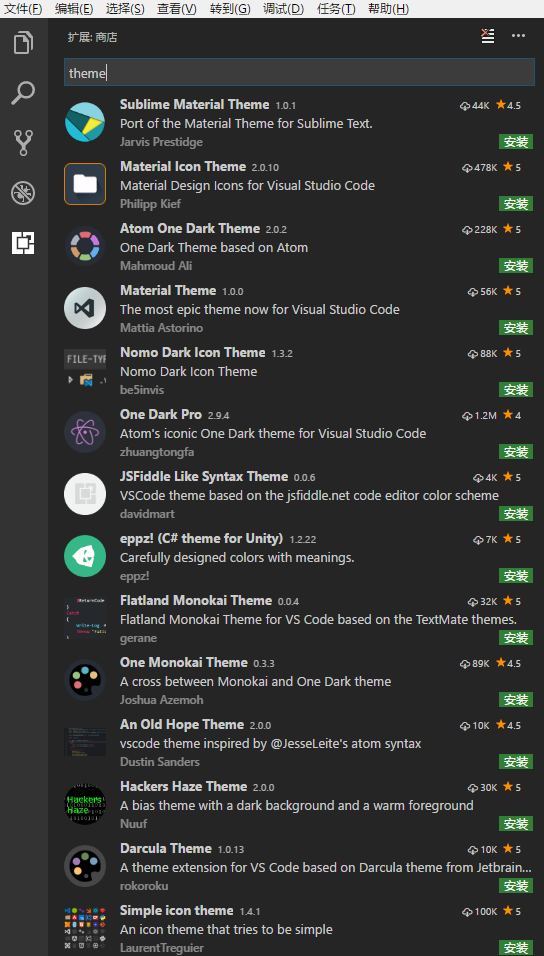 文件(F) 编辑(E) 选择(S) 查看(V) 转到(G) 调试(D) 任务(T) 帮助(H)
扩展: 商店
theme
Sublime Material Theme 1.0.1 44K 4.5
Port of the Material Theme for Sublime Text.
Jarvis Prestidge 安装
Material Icon Theme 2.0.10 478K 5
Material Design Icons for Visual Studio Code
Philipp Kief 安装
Atom One Dark Theme 2.0.2 228K 5
One Dark Theme based on Atom
Mahmoud Ali 安装
Material Theme 1.0.0 56K 5
The most epic theme now for Visual Studio Code
Mattia Astorino 安装
FILE-TYP
Nomo Dark Icon Theme 1.3.2 88K 5
Nomo Dark Icon Theme
be5invis 安装
One Dark Pro 2.9.4 1.2M 4
Atom's iconic One Dark theme for Visual Studio Code
zhuangtongfa 安装
JSFiddle Like Syntax Theme 0.0.6 4K 5
VSCode theme based on the jsfiddle.net code editor color scheme
davidmart 安装
eppz! (C# theme for Unity) 1.2.22 7K 5
Carefully designed colors with meanings.
eppz! 安装
Flatland Monokai Theme 0.0.4 32K 5
Flatland Monokai Theme for VS Code based on the TextMate themes.
gerane 安装
One Monokai Theme 0.3.3 89K 4.5
A cross between Monokai and One Dark theme
Joshua Azemoh 安装
An Old Hope Theme 2.0.0 10K 4.5
vscode theme inspired by @JesseLeite's atom syntax
Dustin Sanders 安装
Hackers Haze
Hackers Haze Theme 2.0.0 30K 5
A bias theme with a dark background and a warm foreground
Nuuf 安装
Darcula Theme 1.0.13 10K 5
A theme extension for VS Code based on Darcula theme from Jetbrain...
rokoroku 安装
Simple icon theme 1.4.1 100K 5
An icon theme that tries to be simple
LaurentTreguier 安装